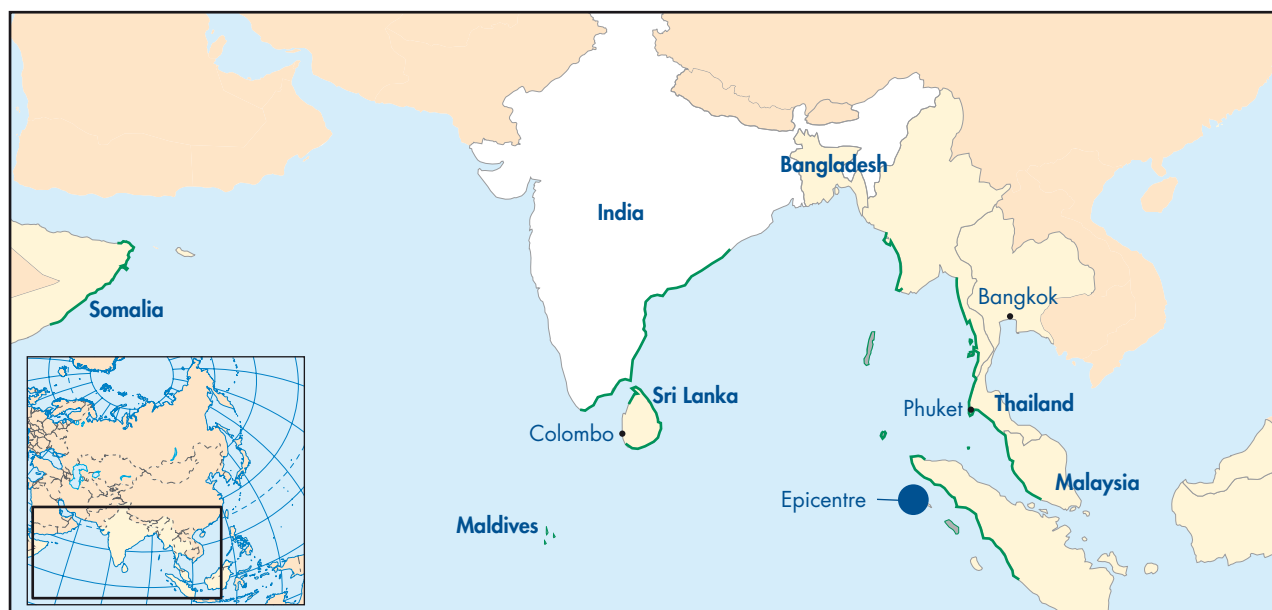 Bangladesh
India
Somalia
Bangkok
Sri Lanka
Phuket
Thailand
Colombo
Malaysia
Epicentre
Maldives